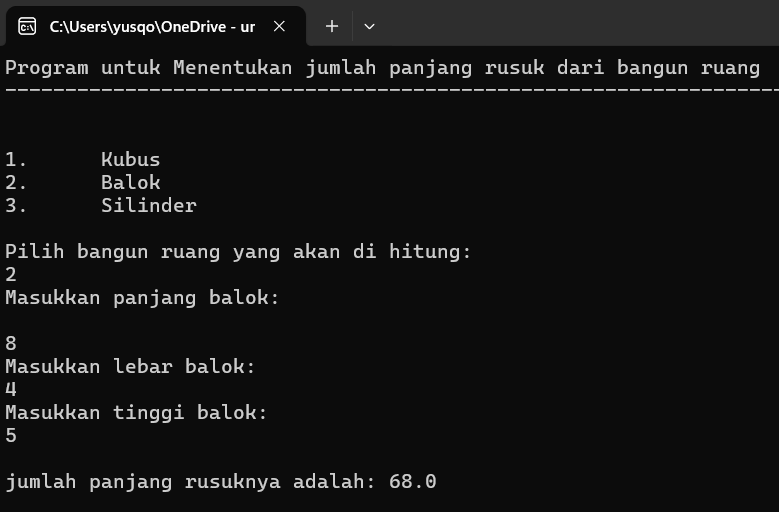 C:\Users\yusqo\OneDrive - ur
Program untuk Menentukan jumlah panjang rusuk dari bangun ruang
-----------------------------------------------------------------
1. Kubus
2. Balok
3. Silinder
Pilih bangun ruang yang akan di hitung:
2
Masukkan panjang balok:
8
Masukkan lebar balok:
4
Masukkan tinggi balok:
5
jumlah panjang rusuknya adalah: 68.0